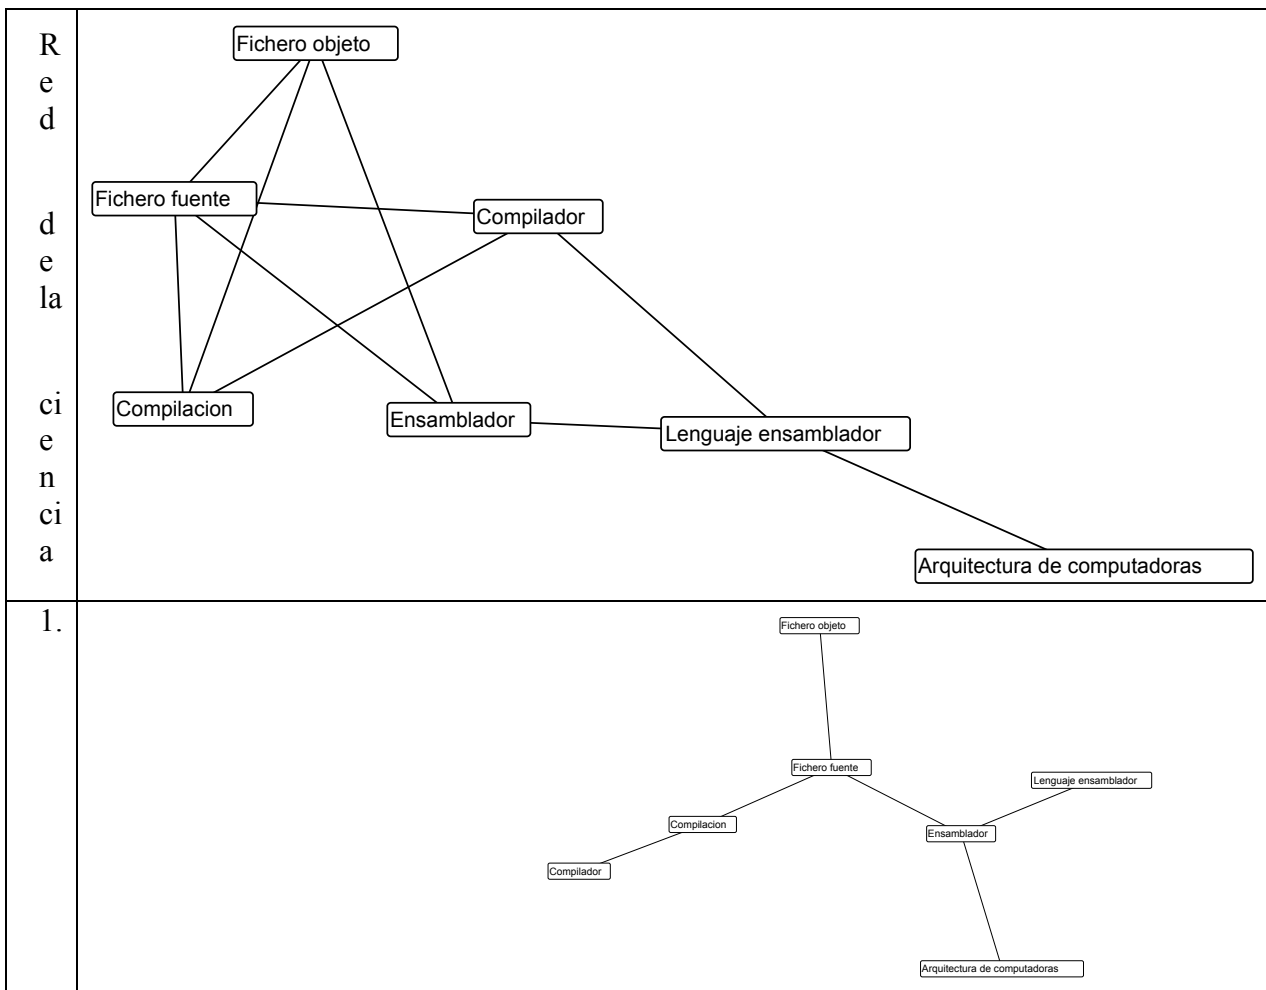 R
e
d
d
e
la
ci
e
n
ci
a
Fichero objeto
Fichero fuente
Compilador
Compilacion
Ensamblador
Lenguaje ensamblador
Arquitectura de computadoras
1.
Fichero objeto
Fichero fuente
Lenguaje ensamblador
Compilacion
Ensamblador
Compilador
Arquitectura de computadoras